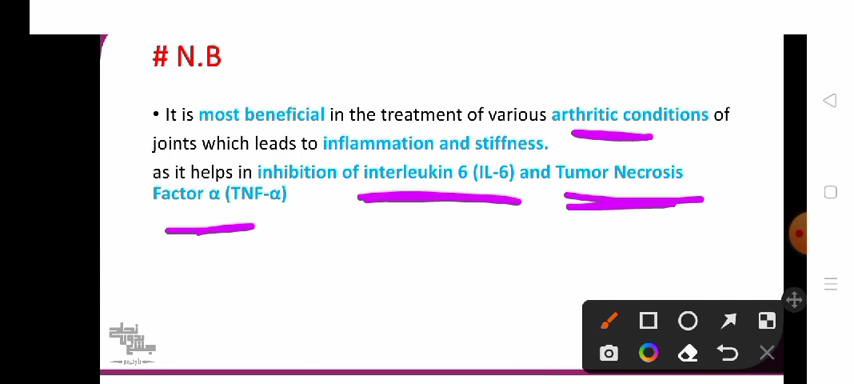 # N.B
• It is most beneficial in the treatment of various arthritic conditions of
joints which leads to inflammation and stiffness.
as it helps in inhibition of interleukin 6 (IL-6) and Tumor Necrosis
Factor α (TNF-α)